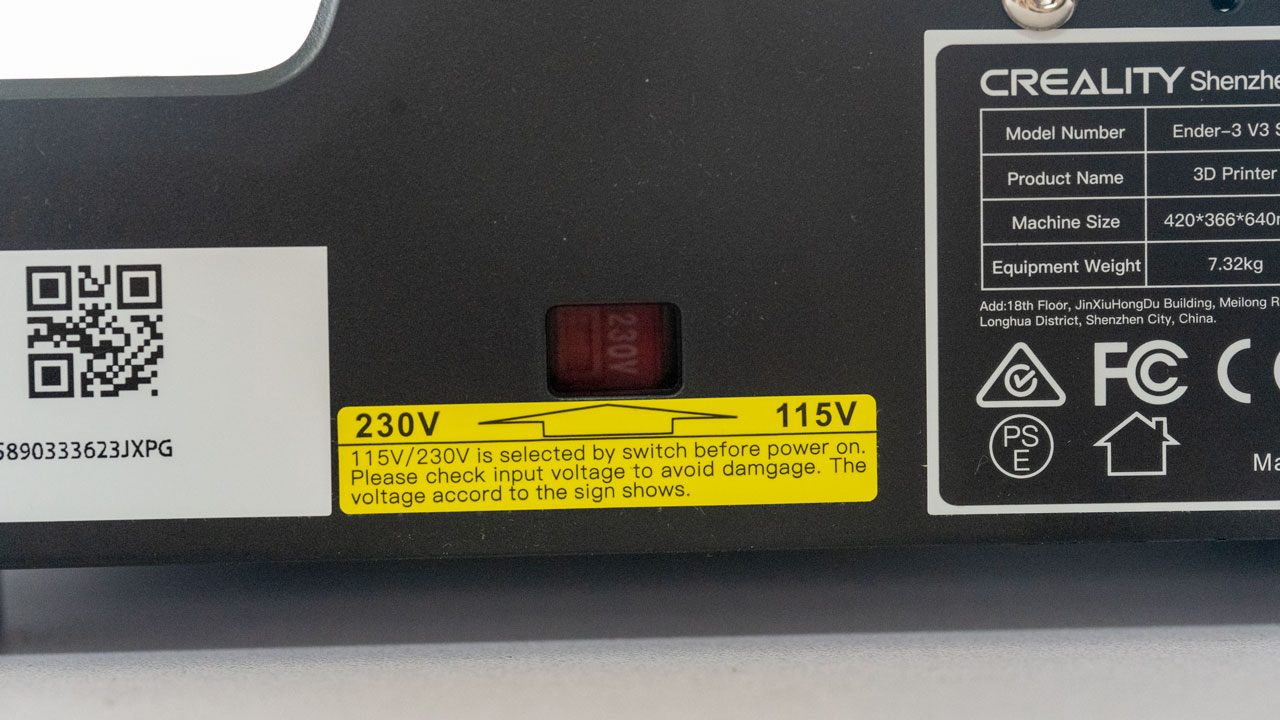 CREALITY Shenzhe
Model Number Ender-3 V3 S
Product Name 3D Printer
Machine Size 420*366*640
Equipment Weight 7.32kg
Add:18th Floor, JinXiuHongDu Building, Meilong R
Longhua District, Shenzhen City, China.
FC C
PS
E
Ma
230V
5890333623JXPG
230V 115V
115V/230V is selected by switch before power on.
Please check input voltage to avoid damgage. The
voltage accord to the sign shows.